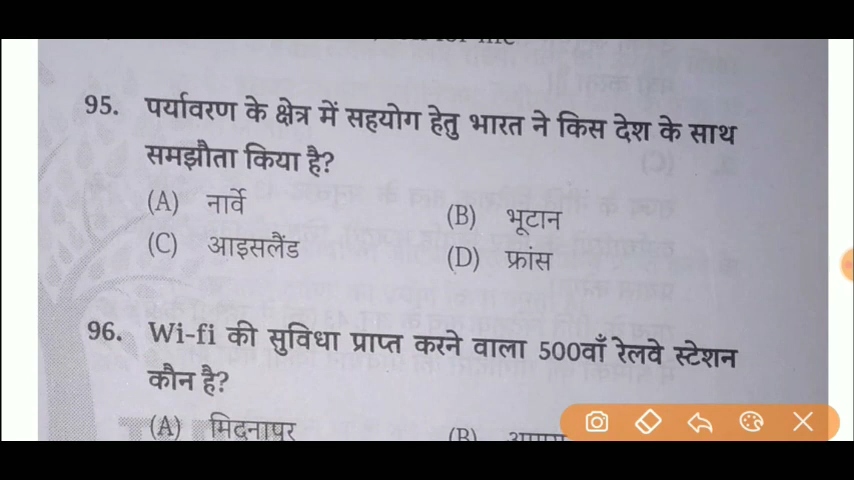 95. पर्यावरण के क्षेत्र में सहयोग हेतु भारत ने किस देश के साथ
समझौता किया है?
(A) नार्वे
(B) भूटान
(C) आइसलैंड
(D) फ्रांस
96. Wi-fi की सुविधा प्राप्त करने वाला 500वाँ रेलवे स्टेशन
कौन है?
(A) मिदनापुर
(B)